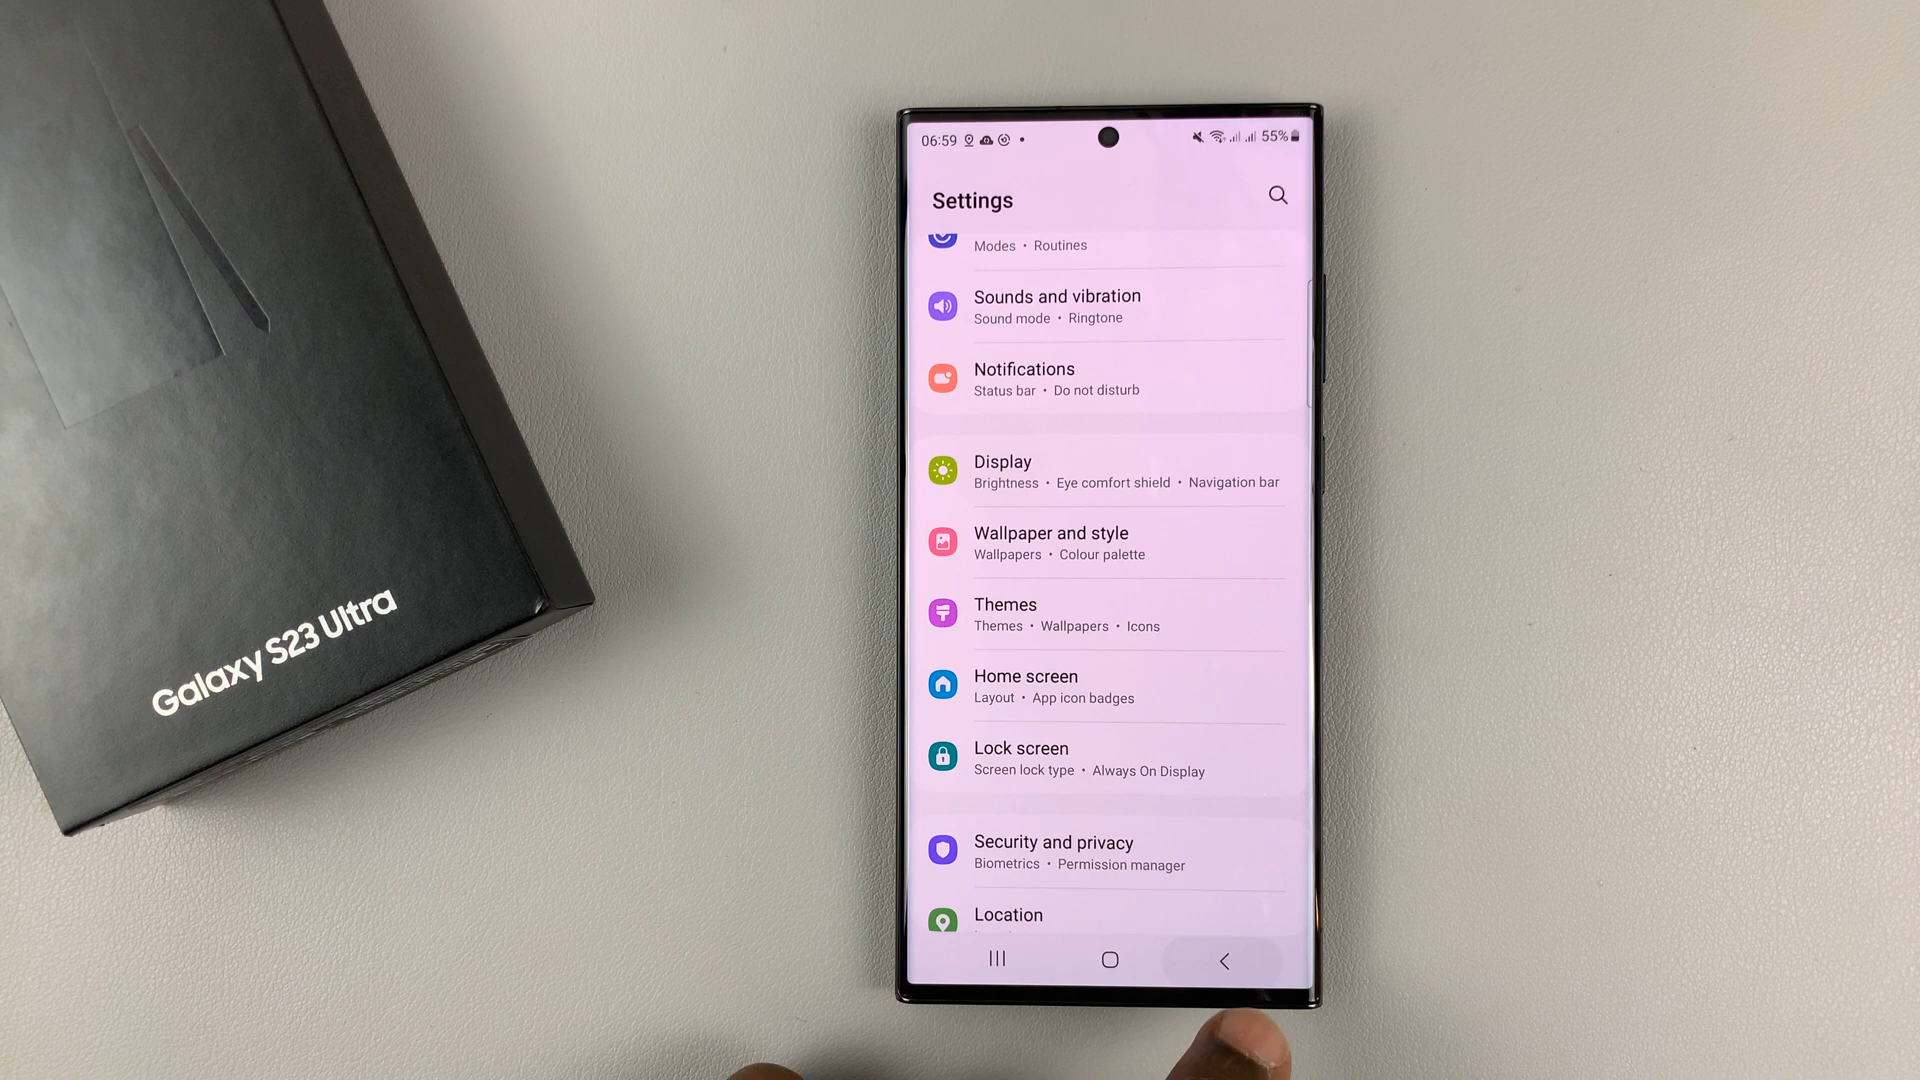 06:59
55%
Settings
Modes • Routines
Sounds and vibration
Sound mode • Ringtone
Notifications
Status bar • Do not disturb
Display
Brightness • Eye comfort shield • Navigation bar
Wallpaper and style
Wallpapers • Colour palette
Themes
Themes • Wallpapers • Icons
Home screen
Layout • App icon badges
Lock screen
Screen lock type • Always On Display
Security and privacy
Biometrics • Permission manager
Location
Galaxy S23 Ultra